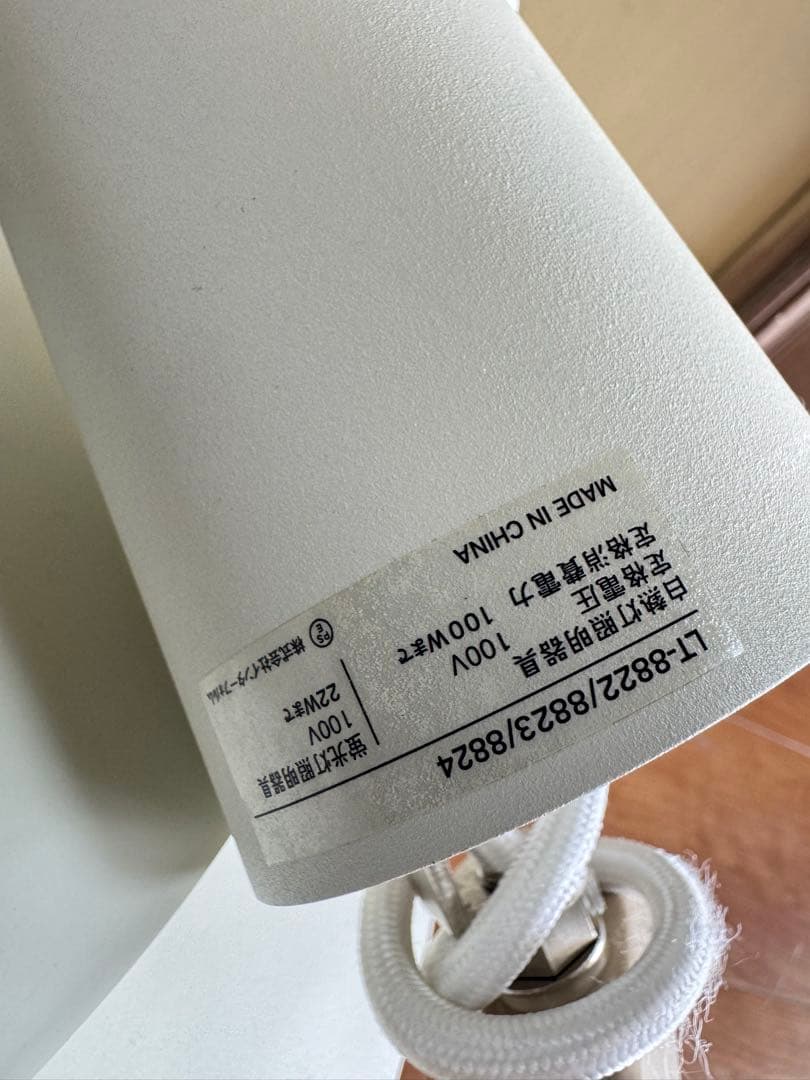 LT-8822/8823/8824
白熱灯照明器具
定格電圧 100V
定格消費電力 100Wまで
MADE IN CHINA
蛍光灯照明器具
100V
22Wまで
PSE 株式会社インターフォルム